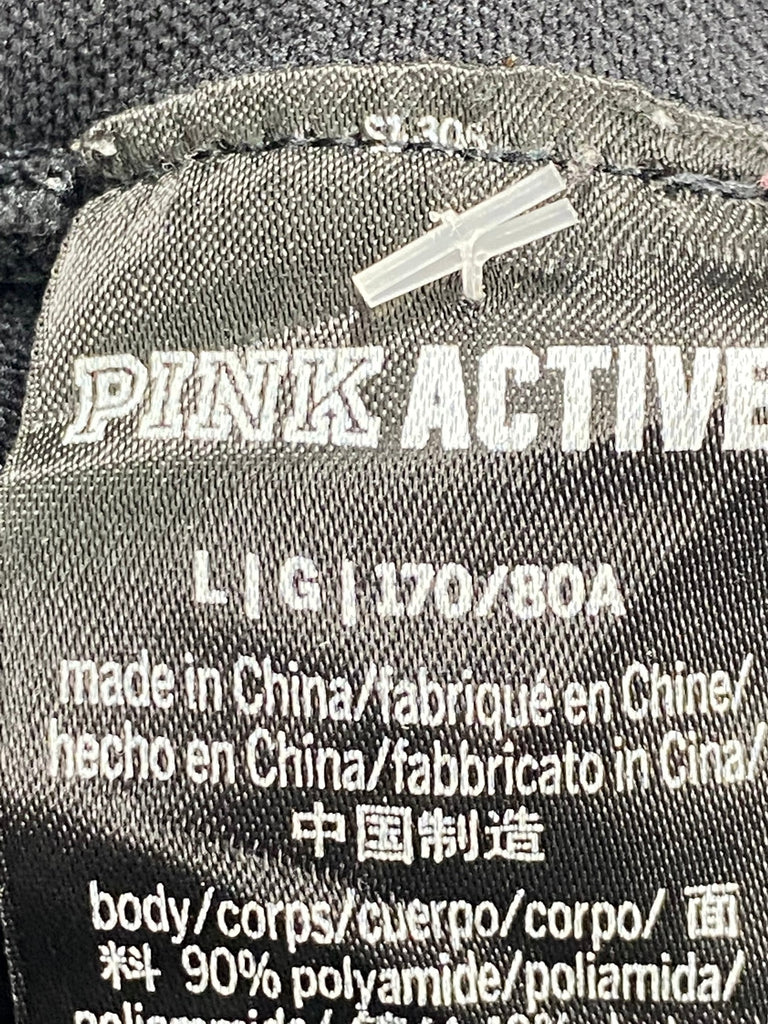 PINK ACTIVE
L | G | 170/80A
made in China/fabriqué en Chine/
hecho en China/fabbricato in Cina/
中国制造
body/corps/cuerpo/corpo/ 面
料 90% polyamide/poliamida/